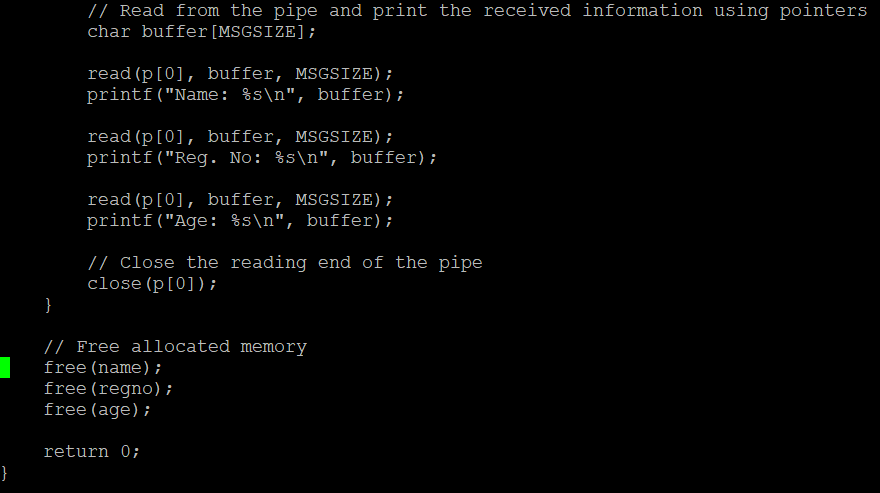 // Read from the pipe and print the received information using pointers
char buffer[MSGSIZE];
read(p[0], buffer, MSGSIZE);
printf("Name: %s\n", buffer);
read(p[0], buffer, MSGSIZE);
printf("Reg. No: %s\n", buffer);
read(p[0], buffer, MSGSIZE);
printf("Age: %s\n", buffer);
// Close the reading end of the pipe
close(p[0]);
}
// Free allocated memory
free(name);
free(regno);
free(age);
return 0;
}